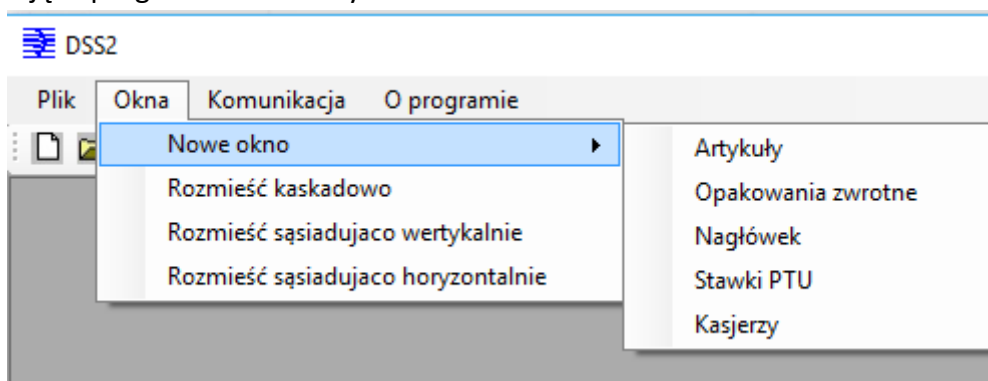 DSS2
Plik Okna Komunikacja O programie
Nowe okno
Rozmieść kaskadowo
Rozmieść sąsiadujaco wertykalnie
Rozmieść sąsiadujaco horyzontalnie
Artykuły
Opakowania zwrotne
Nagłówek
Stawki PTU
Kasjerzy